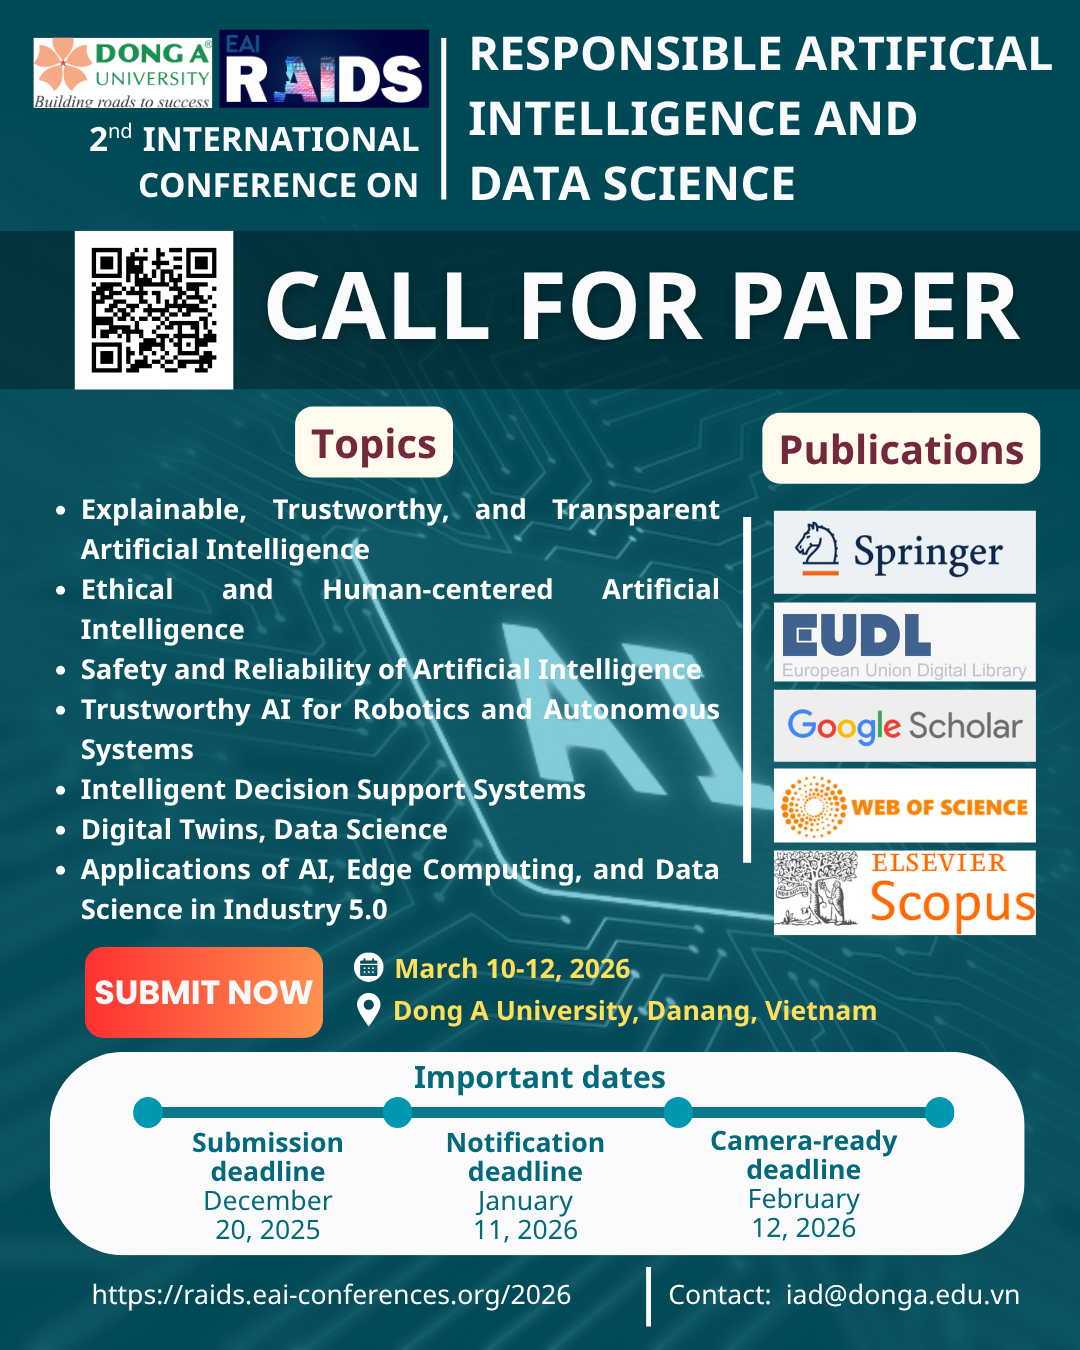 DONG A®
UNIVERSITY
Building roads to success
EAI
RAIDS
2nd INTERNATIONAL
CONFERENCE ON
RESPONSIBLE ARTIFICIAL
INTELLIGENCE AND
DATA SCIENCE
CALL FOR PAPER
Topics
• Explainable, Trustworthy, and Transparent
Artificial Intelligence
• Ethical and Human-centered Artificial
Intelligence
• Safety and Reliability of Artificial Intelligence
• Trustworthy AI for Robotics and Autonomous
Systems
• Intelligent Decision Support Systems
• Digital Twins, Data Science
• Applications of AI, Edge Computing, and Data
Science in Industry 5.0
AI
Publications
Springer
EUDL
European Union Digital Library
Google Scholar
WEB OF SCIENCE
ELSEVIER
Scopus
SUBMIT NOW
March 10-12, 2026
Dong A University, Danang, Vietnam
Important dates
Submission
deadline
December
20, 2025
Notification
deadline
January
11, 2026
Camera-ready
deadline
February
12, 2026
https://raids.eai-conferences.org/2026
Contact: iad@donga.edu.vn